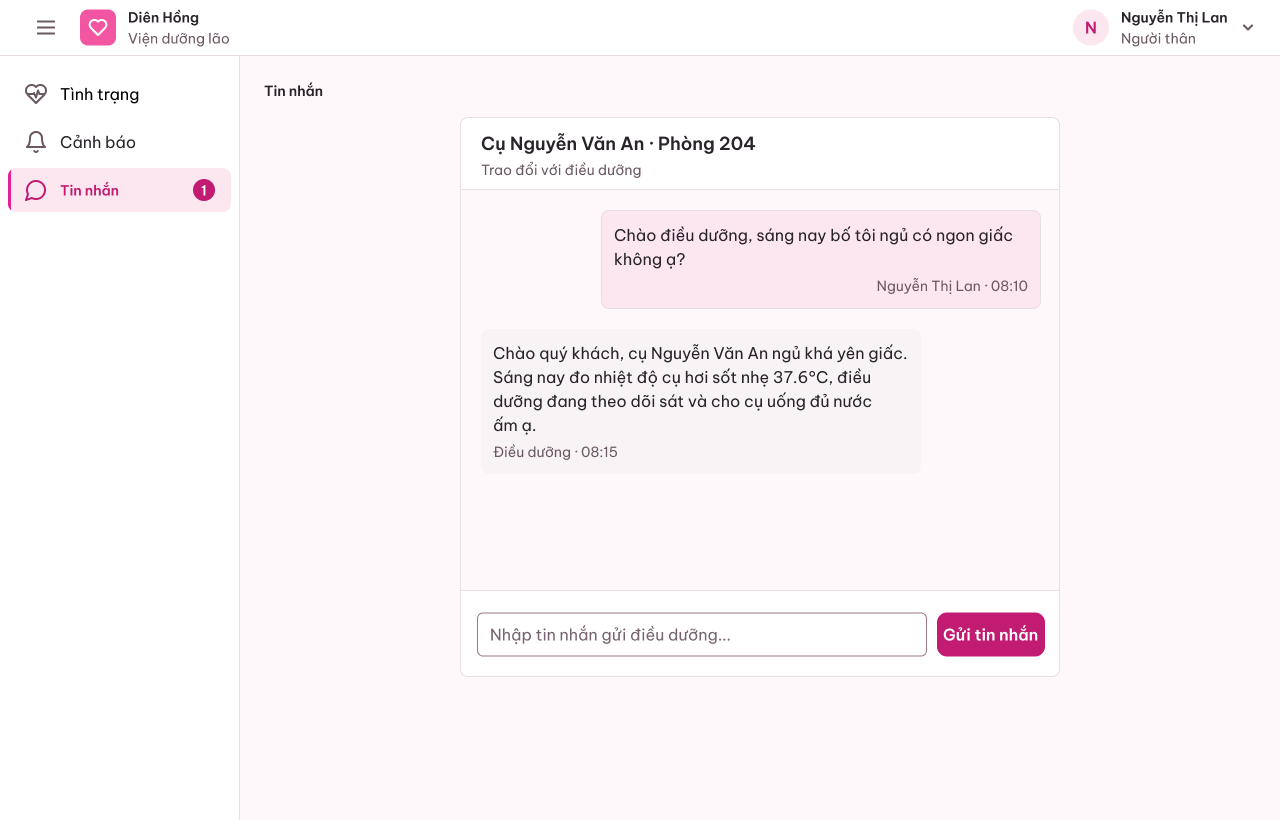 Diên Hồng
Viện dưỡng lão
N
Nguyễn Thị Lan
Người thân
Tình trạng
Cảnh báo
Tin nhắn
1
Tin nhắn
Cụ Nguyễn Văn An · Phòng 204
Trao đổi với điều dưỡng
Chào điều dưỡng, sáng nay bố tôi ngủ có ngon giấc
không ạ?
Nguyễn Thị Lan · 08:10
Chào quý khách, cụ Nguyễn Văn An ngủ khá yên giấc.
Sáng nay đo nhiệt độ cụ hơi sốt nhẹ 37.6°C, điều
dưỡng đang theo dõi sát và cho cụ uống đủ nước
ấm ạ.
Điều dưỡng · 08:15
Nhập tin nhắn gửi điều dưỡng...
Gửi tin nhắn